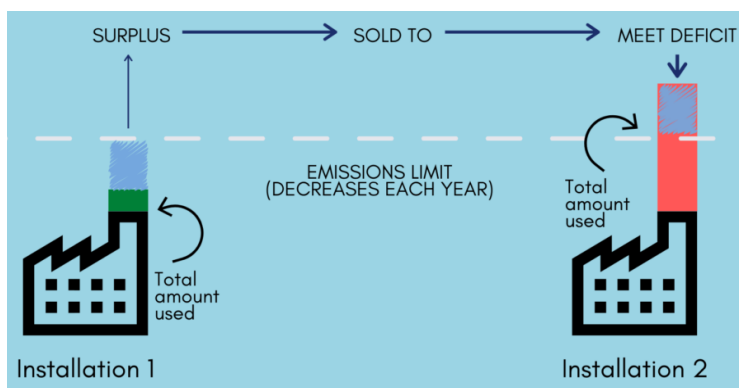 SURPLUS
SOLD TO
MEET DEFICIT
EMISSIONS LIMIT
(DECREASES EACH YEAR)
Total
amount
used
Total
amount
used
Installation 1
Installation 2